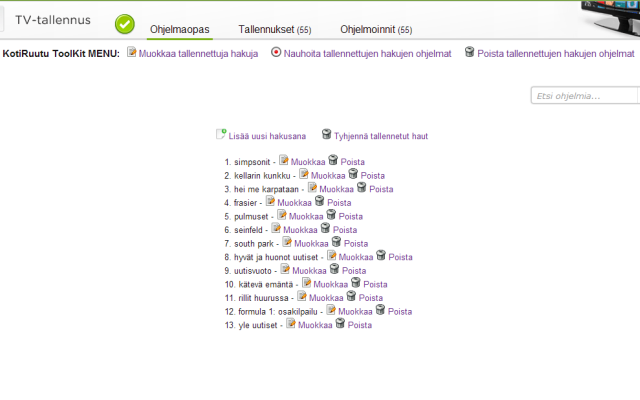 TV-tallennus Ohjelmaopas Tallennukset (55) Ohjelmoinnit (55)
KotiRuutu ToolKit MENU: Muokkaa tallennettuja hakuja Nauhoita tallennettujen hakujen ohjelmat Poista tallennettujen hakujen ohjelmat
Etsi ohjelmia...
Lisää uusi hakusana Tyhjennä tallennetut haut
1. simpsonit - Muokkaa Poista
2. kellarin kunkku - Muokkaa Poista
3. hei me karpataan - Muokkaa Poista
4. frasier - Muokkaa Poista
5. pulmuset - Muokkaa Poista
6. seinfeld - Muokkaa Poista
7. south park - Muokkaa Poista
8. hyvät ja huonot uutiset - Muokkaa Poista
9. uutisvuoto - Muokkaa Poista
10. kätevä emäntä - Muokkaa Poista
11. rillit huurussa - Muokkaa Poista
12. formula 1: osakilpailu - Muokkaa Poista
13. yle uutiset - Muokkaa Poista